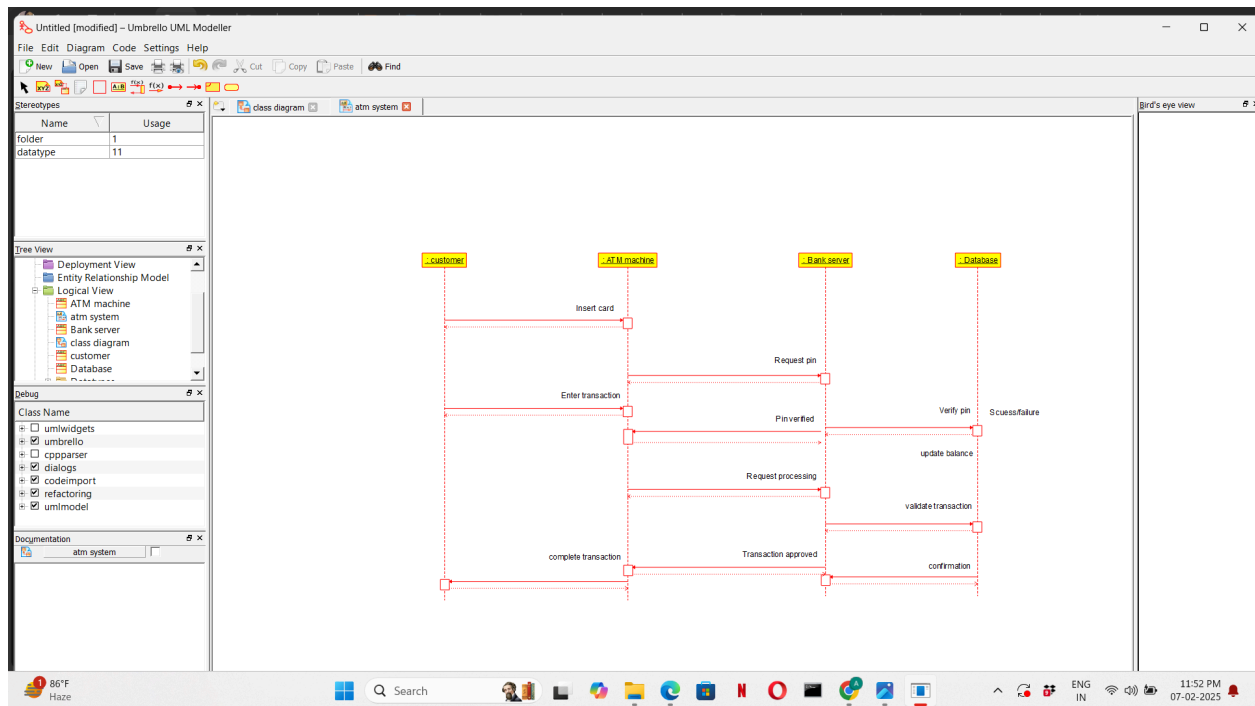 Untitled [modified] – Umbrello UML Modeller
File Edit Diagram Code Settings Help
New Open Save Cut Copy Paste Find
XYZ A:B f(x) f(x)
Stereotypes
class diagram
atm system
Bird's eye view
Name Usage
folder 1
datatype 11
Tree View
Deployment View
Entity Relationship Model
Logical View
ATM machine
atm system
Bank server
class diagram
customer
Database
Debug
Class Name
umlwidgets
umbrello
cppparser
dialogs
codeimport
refactoring
umlmodel
Documentation
atm system
: customer : ATM machine : Bank server : Database
Insert card
Request pin
Enter transaction
Verify pin Scuess/failure
Pin verified
update balance
Request processing
validate transaction
Transaction approved
complete transaction
confirmation
1
86°F
Haze
Search
ENG
IN
11:52 PM
07-02-2025